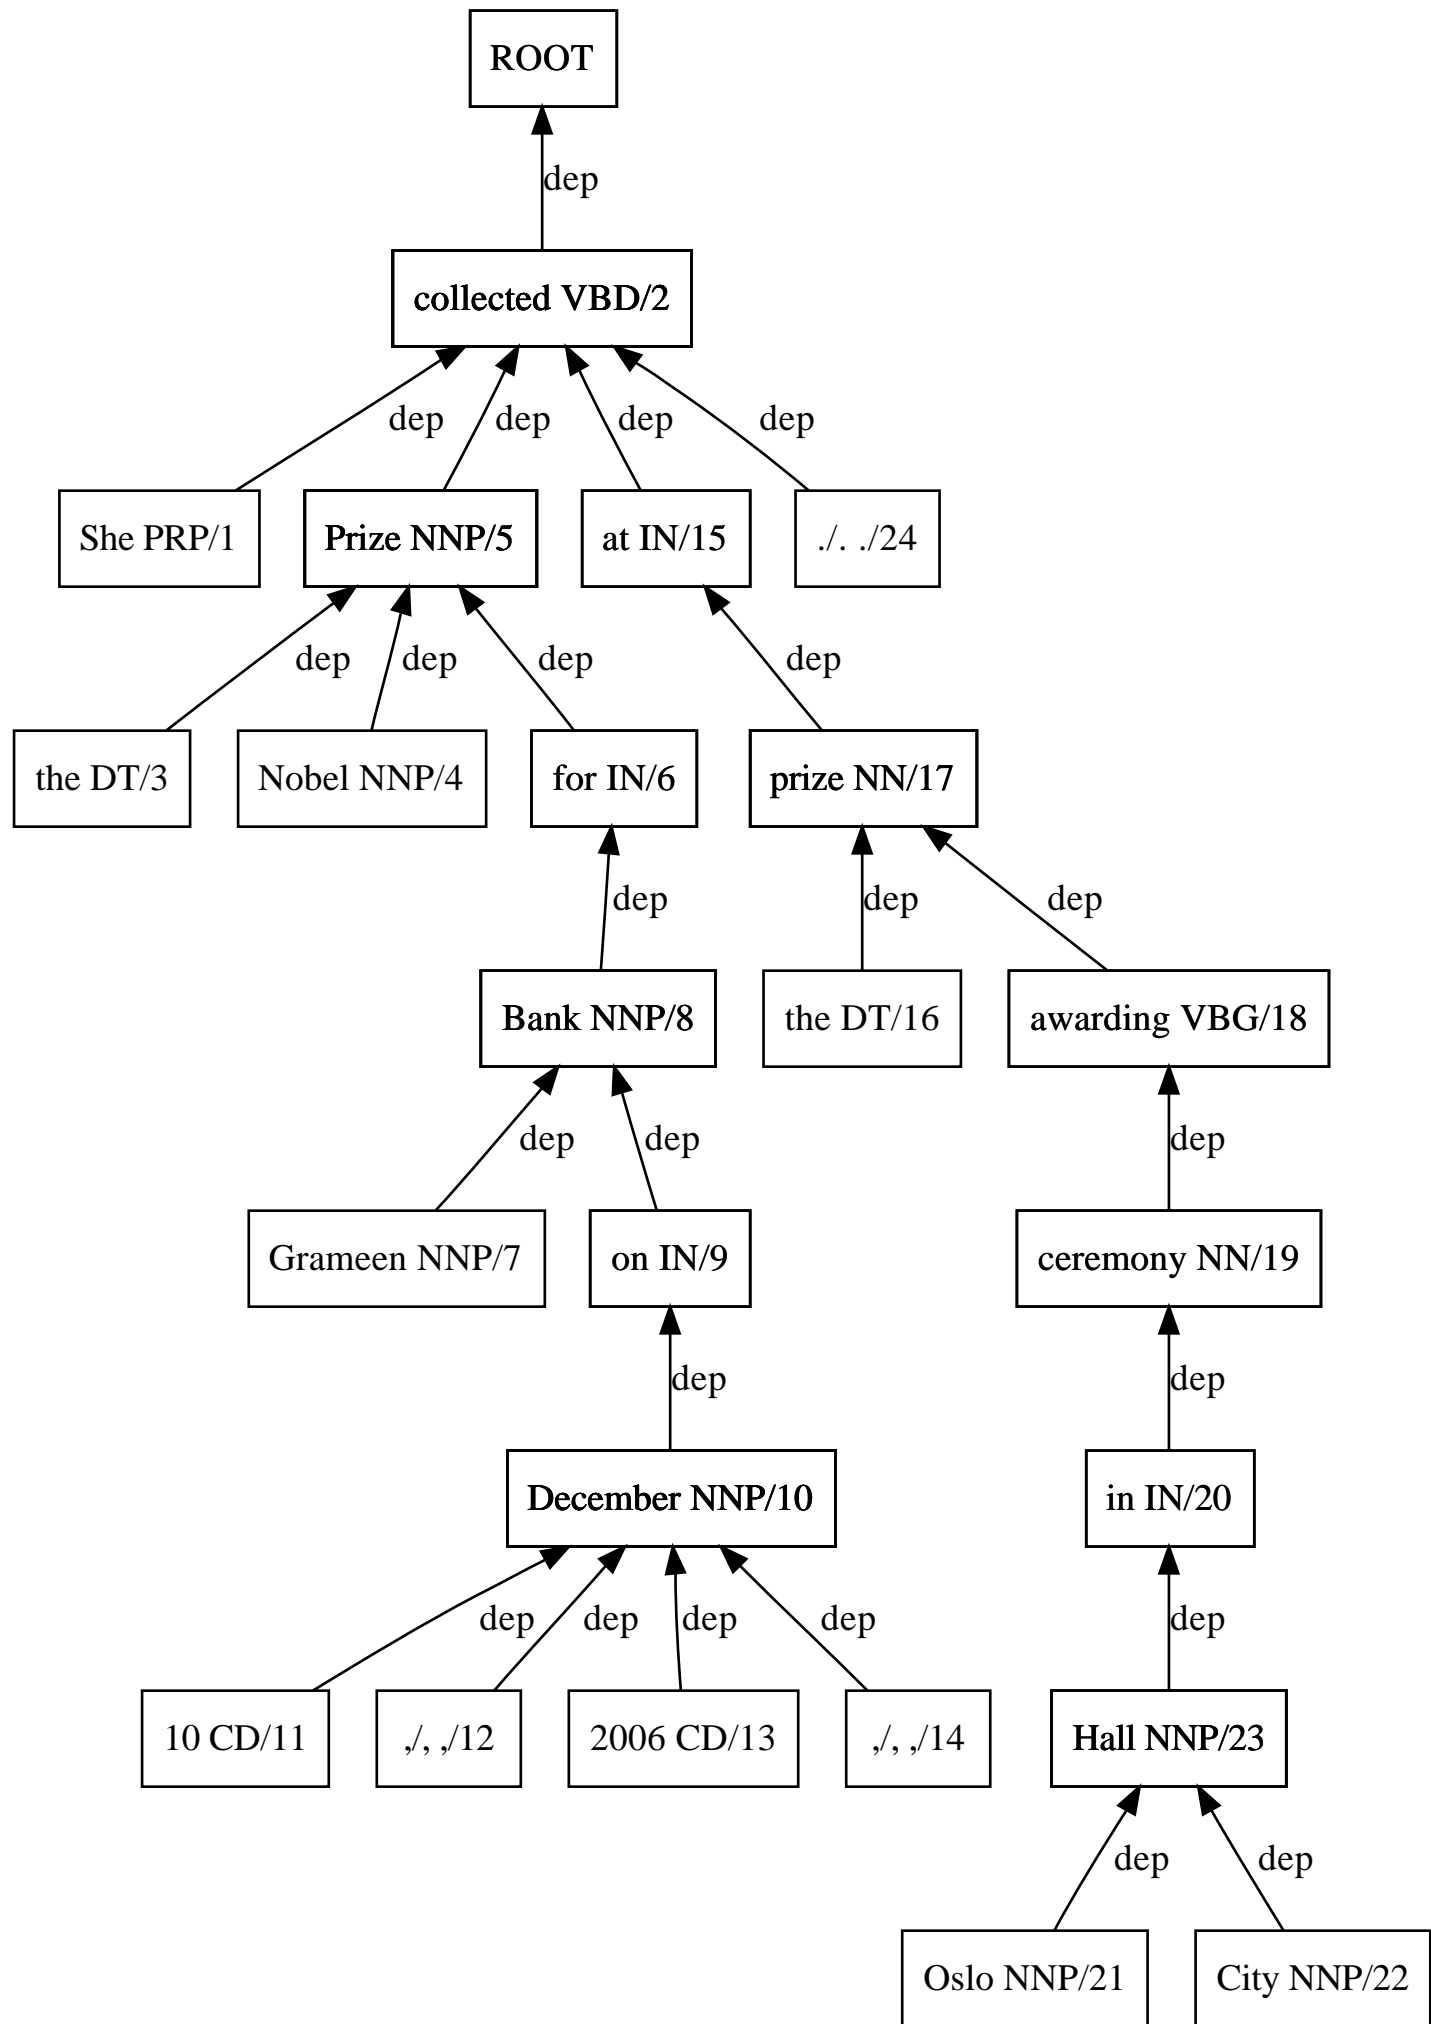 ROOT
dep
collected VBD/2
dep dep dep dep
She PRP/1 Prize NNP/5 at IN/15 ./. ./24
dep dep dep dep
the DT/3 Nobel NNP/4 for IN/6 prize NN/17
dep dep dep
Bank NNP/8 the DT/16 awarding VBG/18
dep dep dep
Grameen NNP/7 on IN/9 ceremony NN/19
dep dep
December NNP/10 in IN/20
dep dep dep dep dep
10 CD/11 ,/, ,/12 2006 CD/13 ,/, ,/14 Hall NNP/23
dep dep
Oslo NNP/21 City NNP/22